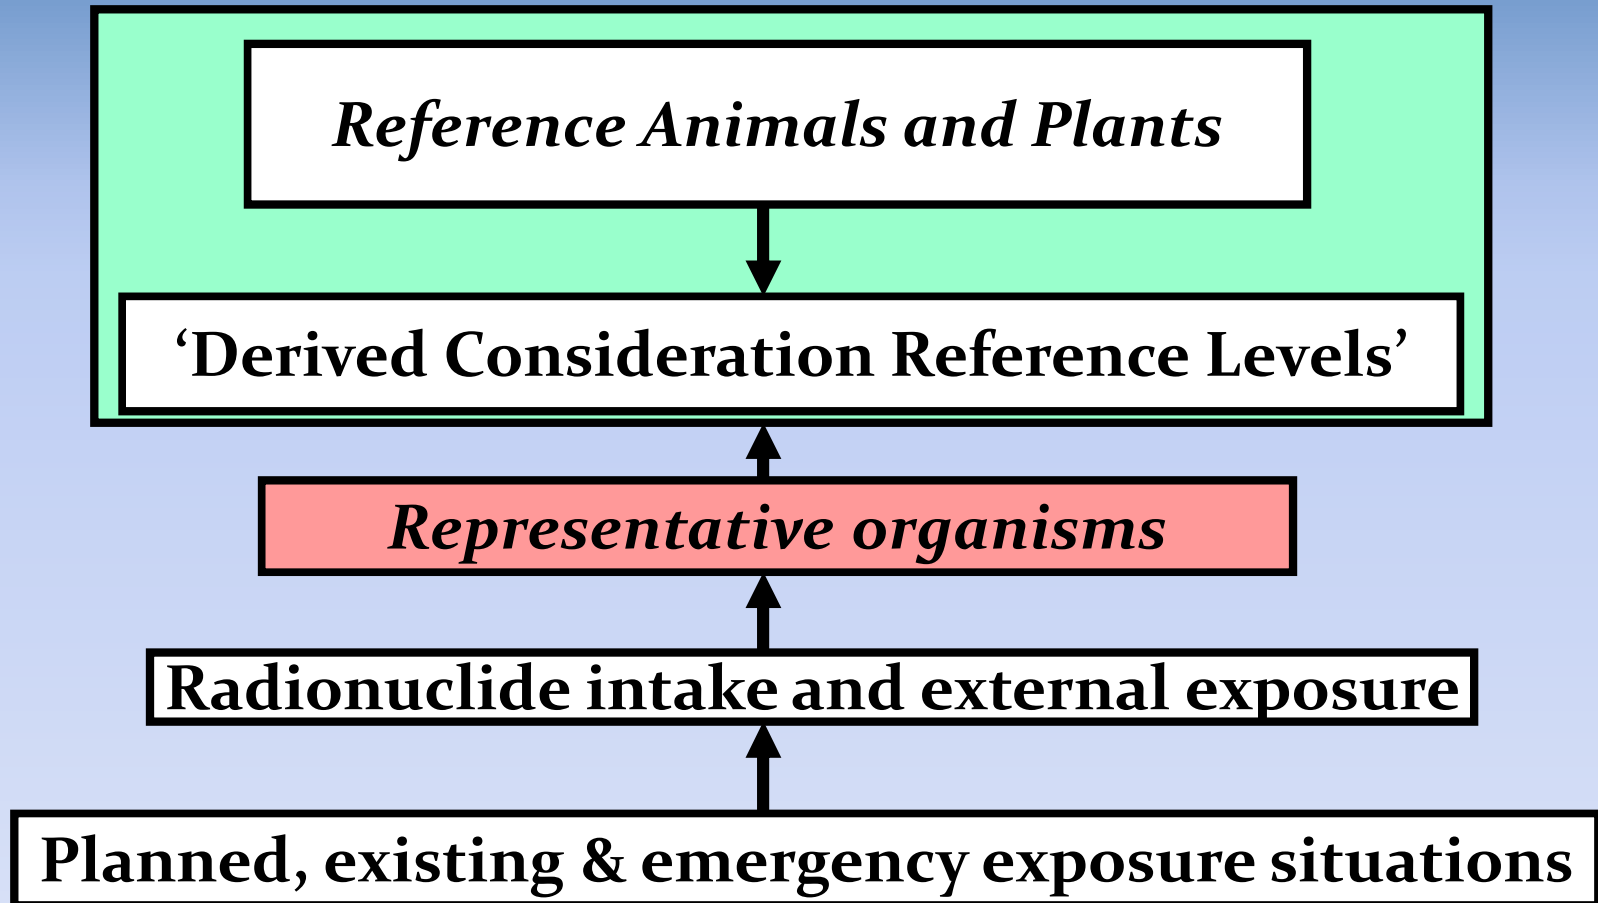 Reference Animals and Plants
‘Derived Consideration Reference Levels’
Representative organisms
Radionuclide intake and external exposure
Planned, existing & emergency exposure situations